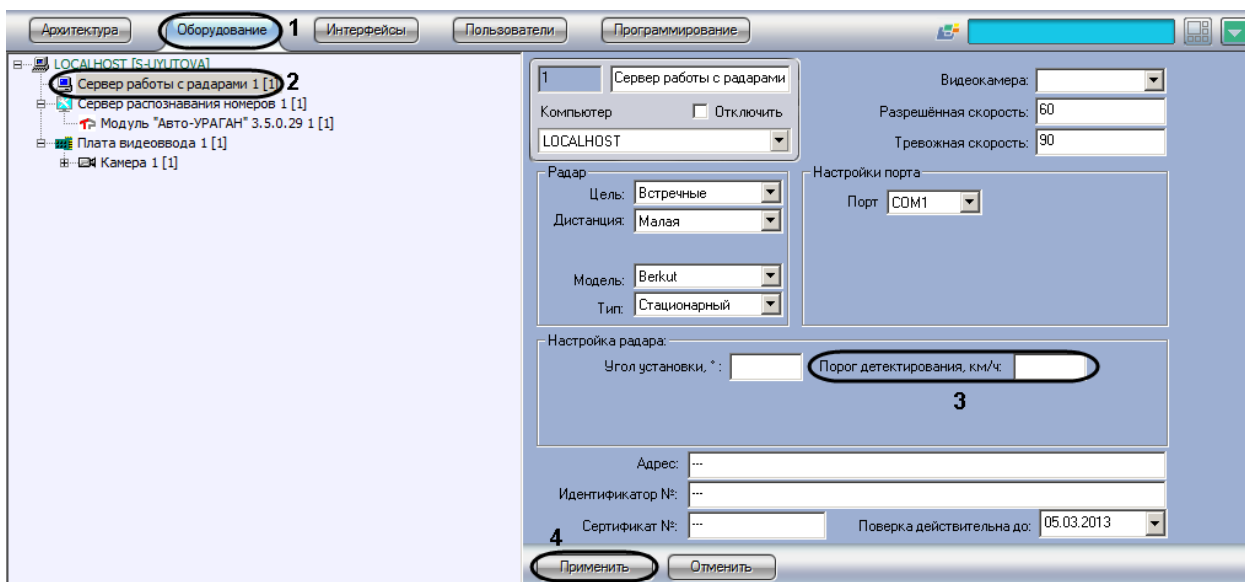 Архитектура Оборудование 1 Интерфейсы Пользователи Программирование
LOCALHOST [S-UYUTOVA]
Сервер работы с радарами 1 [1] 2
Сервер распознавания номеров 1 [1]
Модуль "Авто-УРАГАН" 3.5.0.29 1 [1]
Плата видеоввода 1 [1]
Камера 1 [1]
1 Сервер работы с радарами
Компьютер Отключить
LOCALHOST
Видеокамера:
Разрешённая скорость: 60
Тревожная скорость: 90
Радар
Цель: Встречные
Дистанция: Малая
Модель: Berkut
Тип: Стационарный
Настройки порта
Порт COM1
Настройка радара:
Угол установки, ° : Порог детектирования, км/ч:
3
Адрес: ---
Идентификатор №: ---
Сертификат №: --- Поверка действительна до: 05.03.2013
4
Применить Отменить